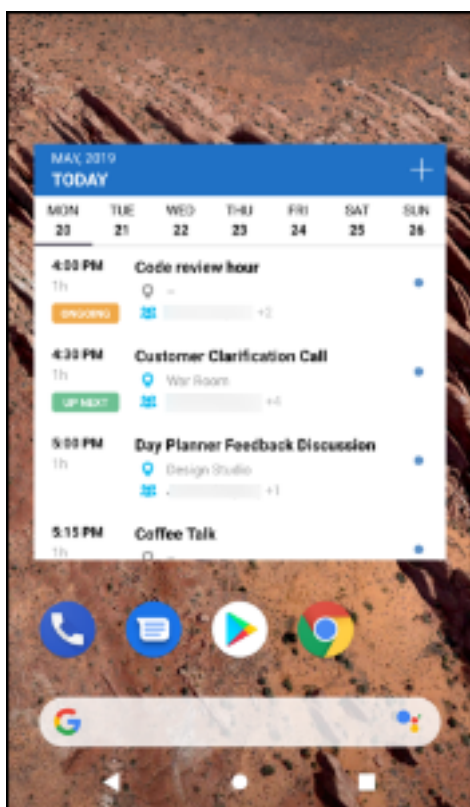 MAY, 2019
TODAY
MON TUE WED THU FRI SAT SUN
20 21 22 23 24 25 26
4:00 PM Code review hour
1h –
ONGOING +2
4:30 PM Customer Clarification Call
1h War Room
UP NEXT +4
5:00 PM Day Planner Feedback Discussion
1h Design Studio
+1
5:15 PM Coffee Talk
1h –